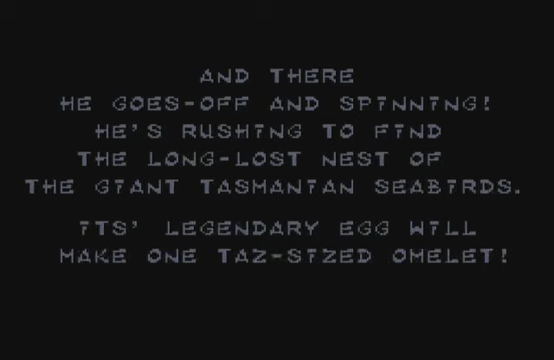 AND THERE
HE GOES-OFF AND SPINNING!
HE'S RUSHING TO FIND
THE LONG-LOST NEST OF
THE GIANT TASMANIAN SEABIRDS.
ITS' LEGENDARY EGG WILL
MAKE ONE TAZ-SIZED OMELET!